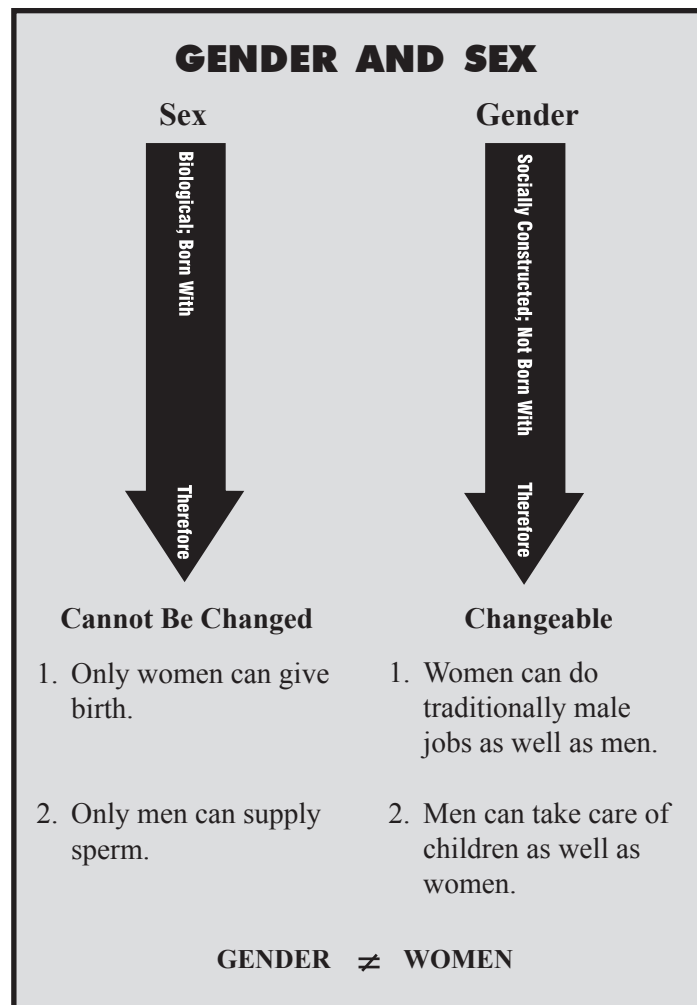 GENDER AND SEX
Sex
Biological; Born With
Therefore
Cannot Be Changed
1. Only women can give
birth.
2. Only men can supply
sperm.
Gender
Socially Constructed; Not Born With
Therefore
Changeable
1. Women can do
traditionally male
jobs as well as men.
2. Men can take care of
children as well as
women.
GENDER ≠ WOMEN